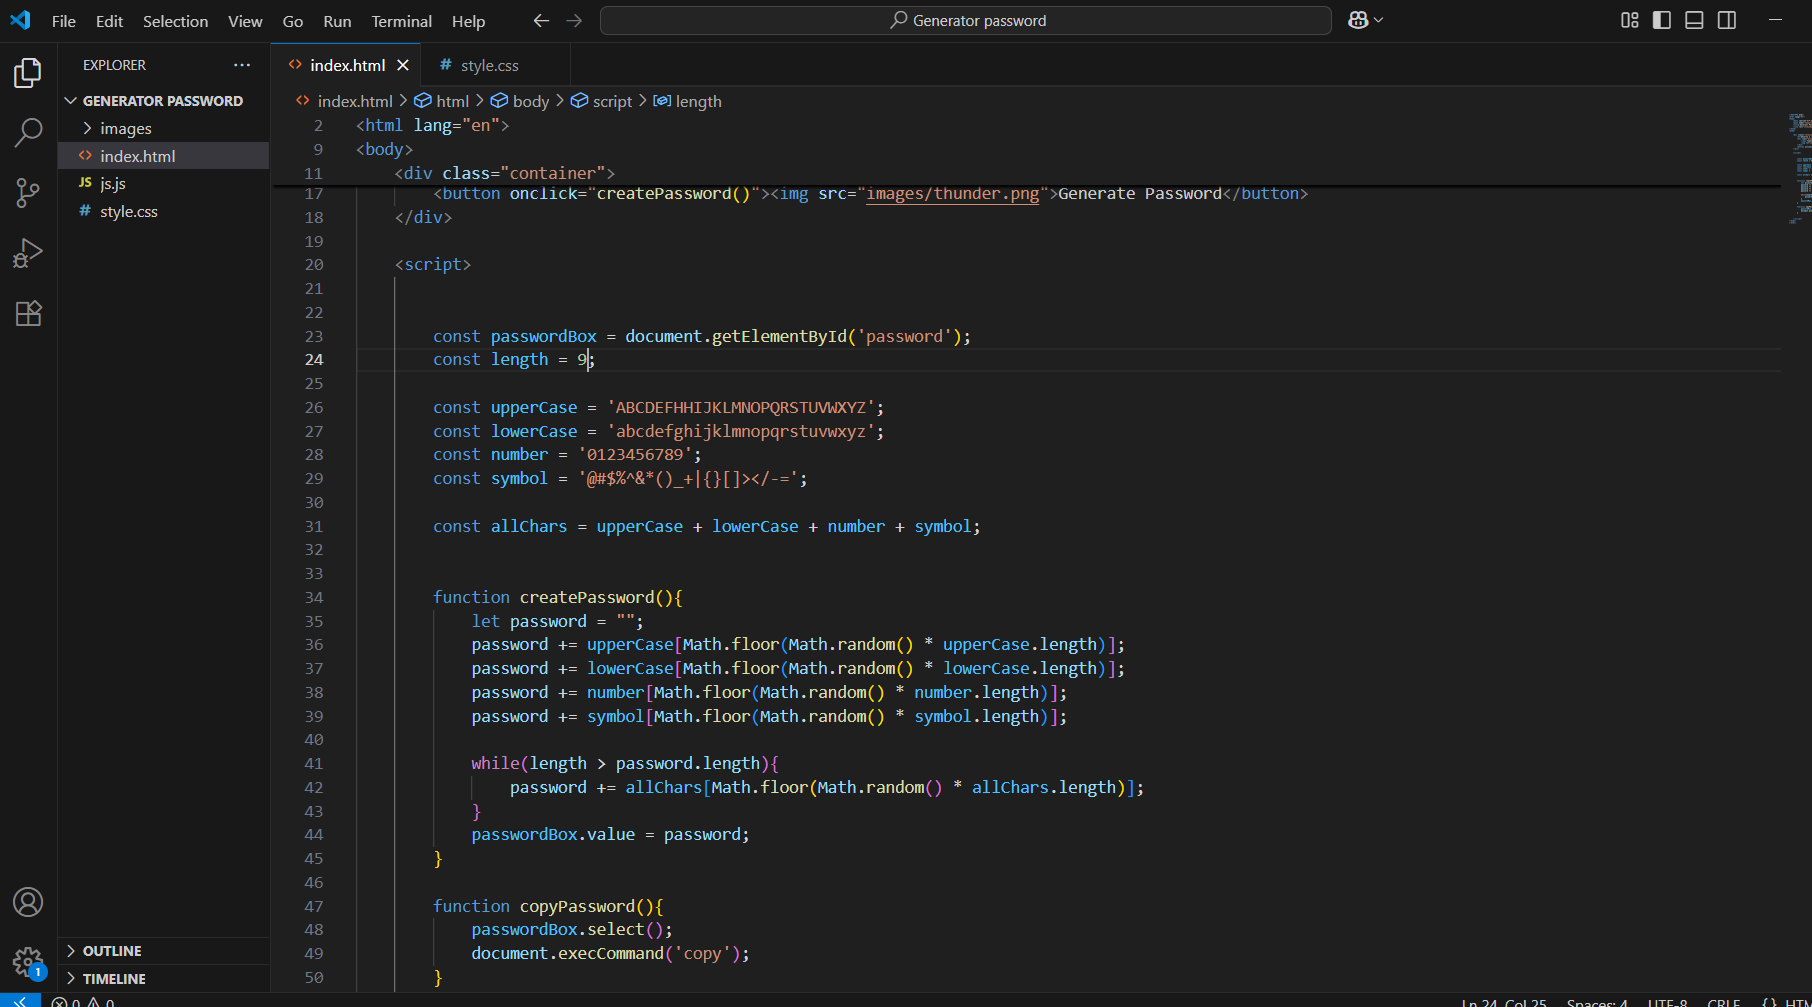 File Edit Selection View Go Run Terminal Help
Generator password
EXPLORER
GENERATOR PASSWORD
images
index.html
JS js.js
# style.css
OUTLINE
TIMELINE
1
index.html
# style.css
index.html > html > body > script > length
2 <html lang="en">
9 <body>
11 <div class="container">
17 <button onclick="createPassword()"><img src="images/thunder.png">Generate Password</button>
18 </div>
19
20 <script>
21
22
23 const passwordBox = document.getElementById('password');
24 const length = 9;
25
26 const upperCase = 'ABCDEFHHIJKLMNOPQRSTUVWXYZ';
27 const lowerCase = 'abcdefghijklmnopqrstuvwxyz';
28 const number = '0123456789';
29 const symbol = '@#$%^&*()_+|{}[]></-=';
30
31 const allChars = upperCase + lowerCase + number + symbol;
32
33
34 function createPassword(){
35 let password = "";
36 password += upperCase[Math.floor(Math.random() * upperCase.length)];
37 password += lowerCase[Math.floor(Math.random() * lowerCase.length)];
38 password += number[Math.floor(Math.random() * number.length)];
39 password += symbol[Math.floor(Math.random() * symbol.length)];
40
41 while(length > password.length){
42 password += allChars[Math.floor(Math.random() * allChars.length)];
43 }
44 passwordBox.value = password;
45 }
46
47 function copyPassword(){
48 passwordBox.select();
49 document.execCommand('copy');
50 }
0 0
Ln 24, Col 25 Spaces: 4 UTF-8 CRLF {} HTM